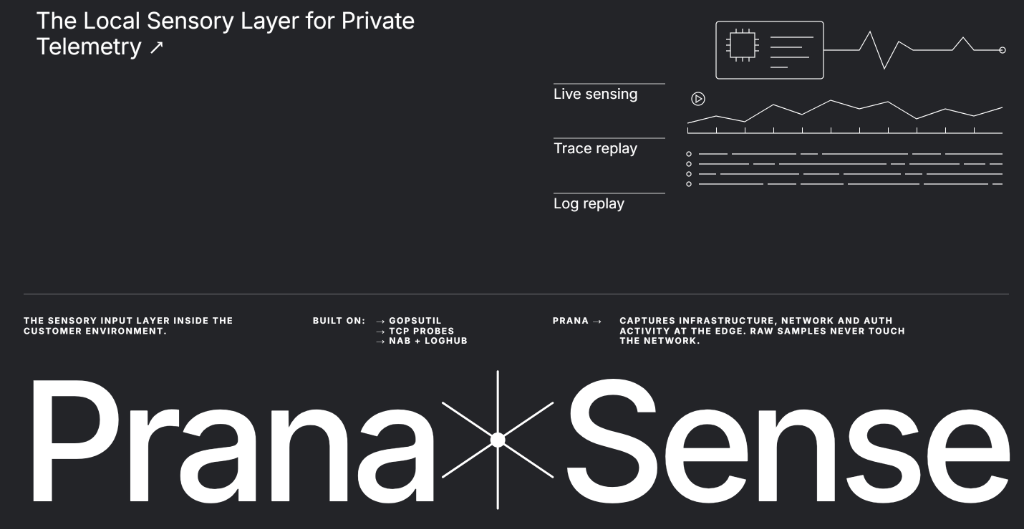 The Local Sensory Layer for Private
Telemetry ↗
Live sensing
Trace replay
Log replay
THE SENSORY INPUT LAYER INSIDE THE
CUSTOMER ENVIRONMENT.
BUILT ON: → GOPSUTIL
→ TCP PROBES
→ NAB + LOGHUB
PRANA → CAPTURES INFRASTRUCTURE, NETWORK AND AUTH
ACTIVITY AT THE EDGE. RAW SAMPLES NEVER TOUCH
THE NETWORK.
Prana Sense